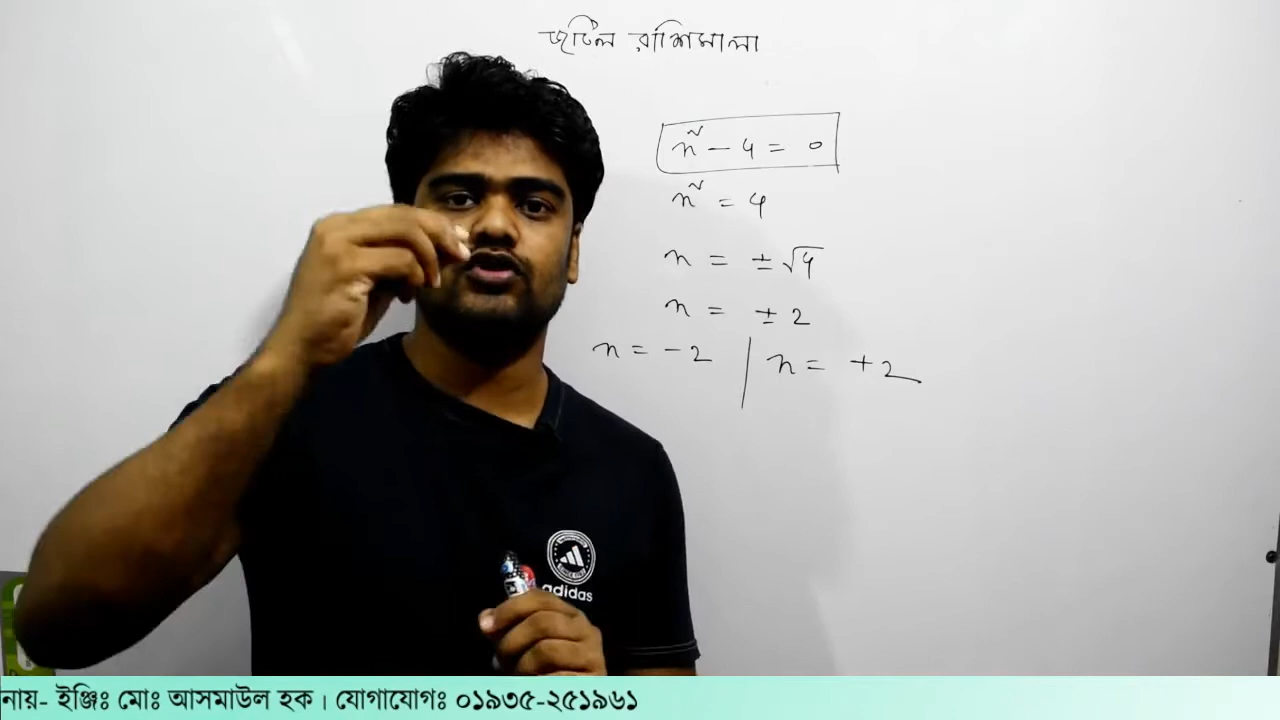 জটিল রাশিমালা
x² - 4 = 0
x² = 4
x = ± √4
x = ± 2
x = - 2 | x = + 2
adidas
নায়- ইঞ্জিঃ মোঃ আসমাউল হক। যোগাযোগঃ ০১৯৩৫-২৫১৯৬১